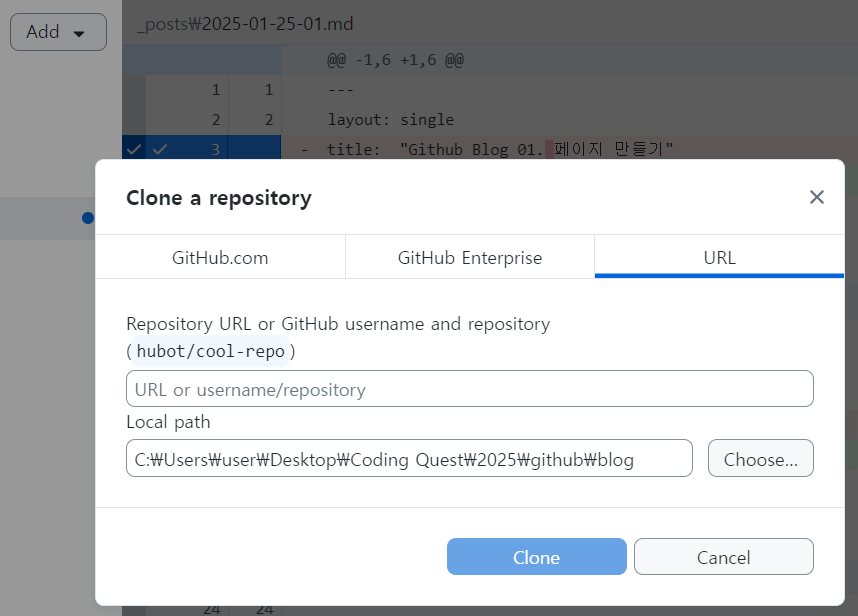 Add
_posts₩2025-01-25-01.md
@@ -1,6 +1,6 @@
1 1 ---
2 2 layout: single
3 - title: "Github Blog 01. 페이지 만들기"
Clone a repository
GitHub.com GitHub Enterprise URL
Repository URL or GitHub username and repository
(hubot/cool-repo)
URL or username/repository
Local path
C:₩Users₩user₩Desktop₩Coding Quest₩2025₩github₩blog Choose...
Clone Cancel
24 24